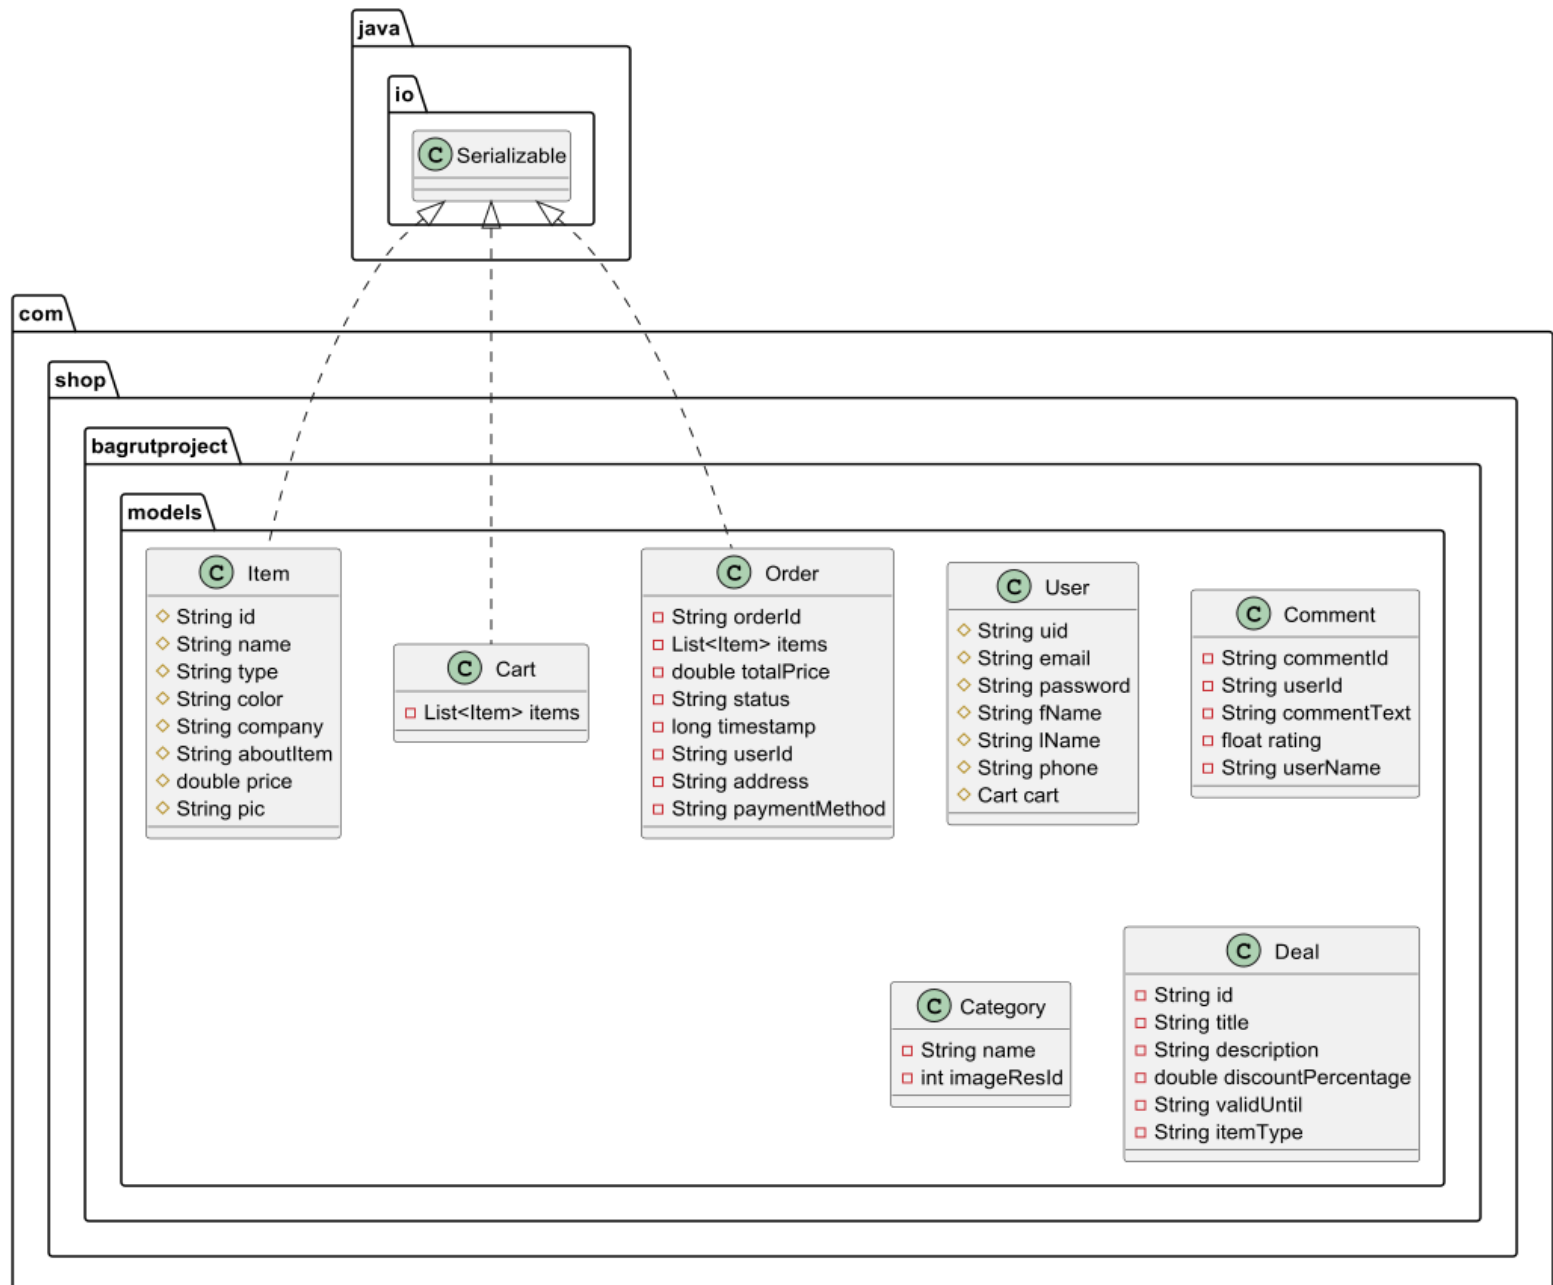 java
io
C Serializable
com
shop
bagrutproject
models
C Item
String id
String name
String type
String color
String company
String aboutItem
double price
String pic
C Cart
List<Item> items
C Order
String orderId
List<Item> items
double totalPrice
String status
long timestamp
String userId
String address
String paymentMethod
C User
String uid
String email
String password
String fName
String lName
String phone
Cart cart
C Comment
String commentId
String userId
String commentText
float rating
String userName
C Category
String name
int imageResId
C Deal
String id
String title
String description
double discountPercentage
String validUntil
String itemType